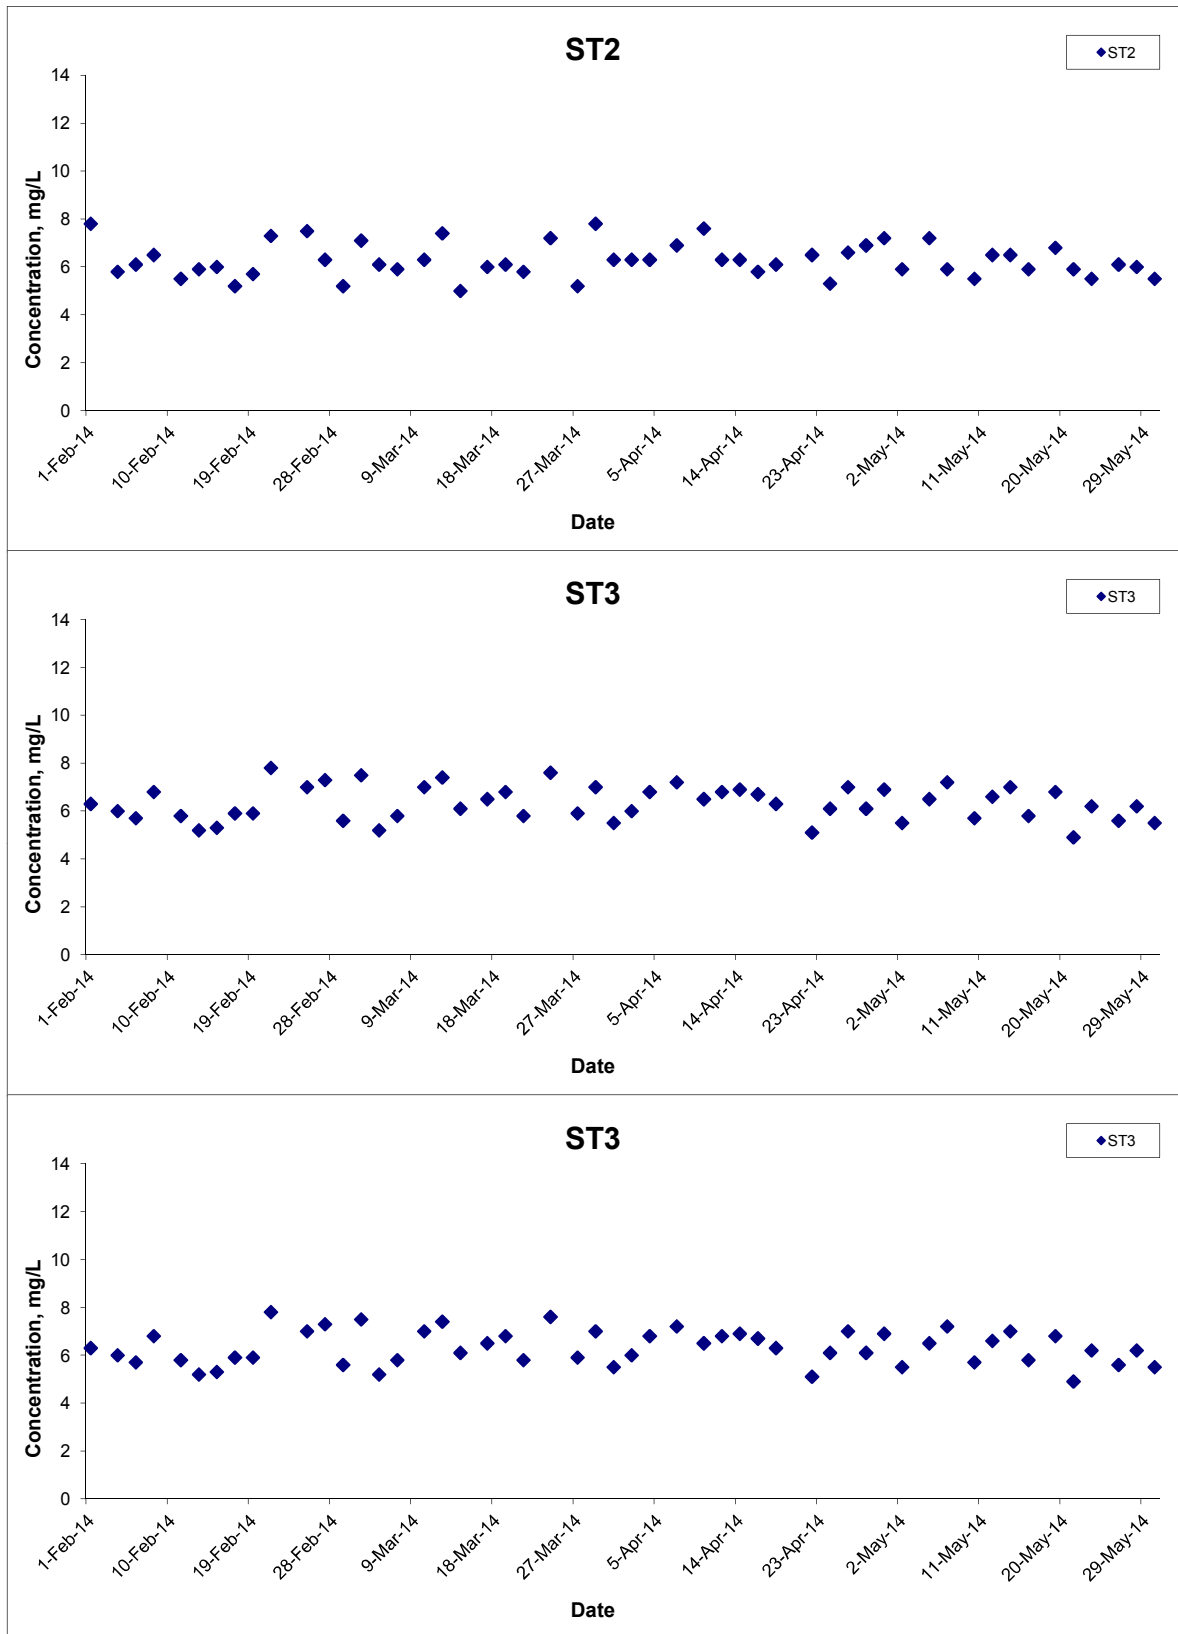 ST2
ST2
14
12
10
8
6
4
2
0
Concentration, mg/L
1-Feb-14
10-Feb-14
19-Feb-14
28-Feb-14
9-Mar-14
18-Mar-14
27-Mar-14
5-Apr-14
14-Apr-14
23-Apr-14
2-May-14
11-May-14
20-May-14
29-May-14
Date
ST3
ST3
14
12
10
8
6
4
2
0
Concentration, mg/L
1-Feb-14
10-Feb-14
19-Feb-14
28-Feb-14
9-Mar-14
18-Mar-14
27-Mar-14
5-Apr-14
14-Apr-14
23-Apr-14
2-May-14
11-May-14
20-May-14
29-May-14
Date
ST3
ST3
14
12
10
8
6
4
2
0
Concentration, mg/L
1-Feb-14
10-Feb-14
19-Feb-14
28-Feb-14
9-Mar-14
18-Mar-14
27-Mar-14
5-Apr-14
14-Apr-14
23-Apr-14
2-May-14
11-May-14
20-May-14
29-May-14
Date